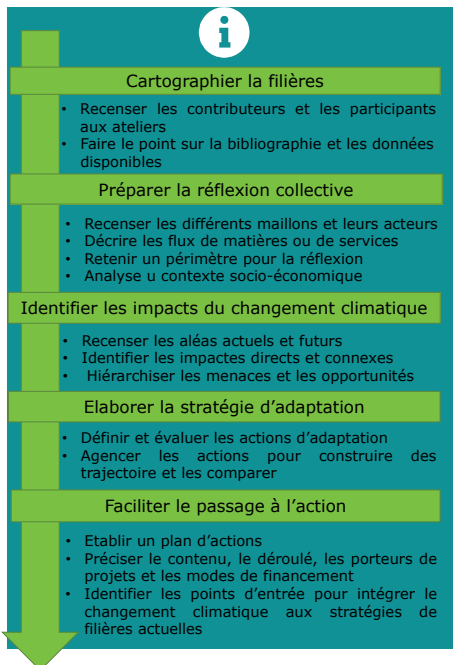 i
Cartographier la filières
• Recenser les contributeurs et les participants
aux ateliers
• Faire le point sur la bibliographie et les données
disponibles
Préparer la réflexion collective
• Recenser les différents maillons et leurs acteurs
• Décrire les flux de matières ou de services
• Retenir un périmètre pour la réflexion
• Analyse u contexte socio-économique
Identifier les impacts du changement climatique
• Recenser les aléas actuels et futurs
• Identifier les impactes directs et connexes
• Hiérarchiser les menaces et les opportunités
Elaborer la stratégie d’adaptation
• Définir et évaluer les actions d’adaptation
• Agencer les actions pour construire des
trajectoire et les comparer
Faciliter le passage à l’action
• Etablir un plan d’actions
• Préciser le contenu, le déroulé, les porteurs de
projets et les modes de financement
• Identifier les points d’entrée pour intégrer le
changement climatique aux stratégies de
filières actuelles